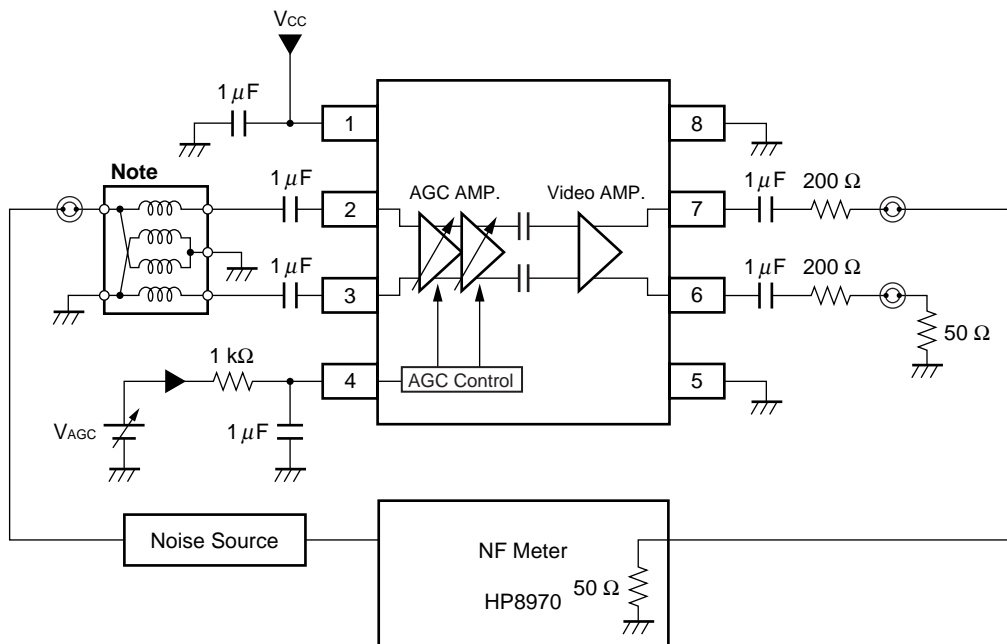 VCC
1 μF
1
8
Note
1 μF
2
AGC AMP.
Video AMP.
7
1 μF
200 Ω
1 μF
3
6
1 μF
200 Ω
50 Ω
1 kΩ
4
AGC Control
5
VAGC
1 μF
Noise Source
NF Meter
HP8970
50 Ω